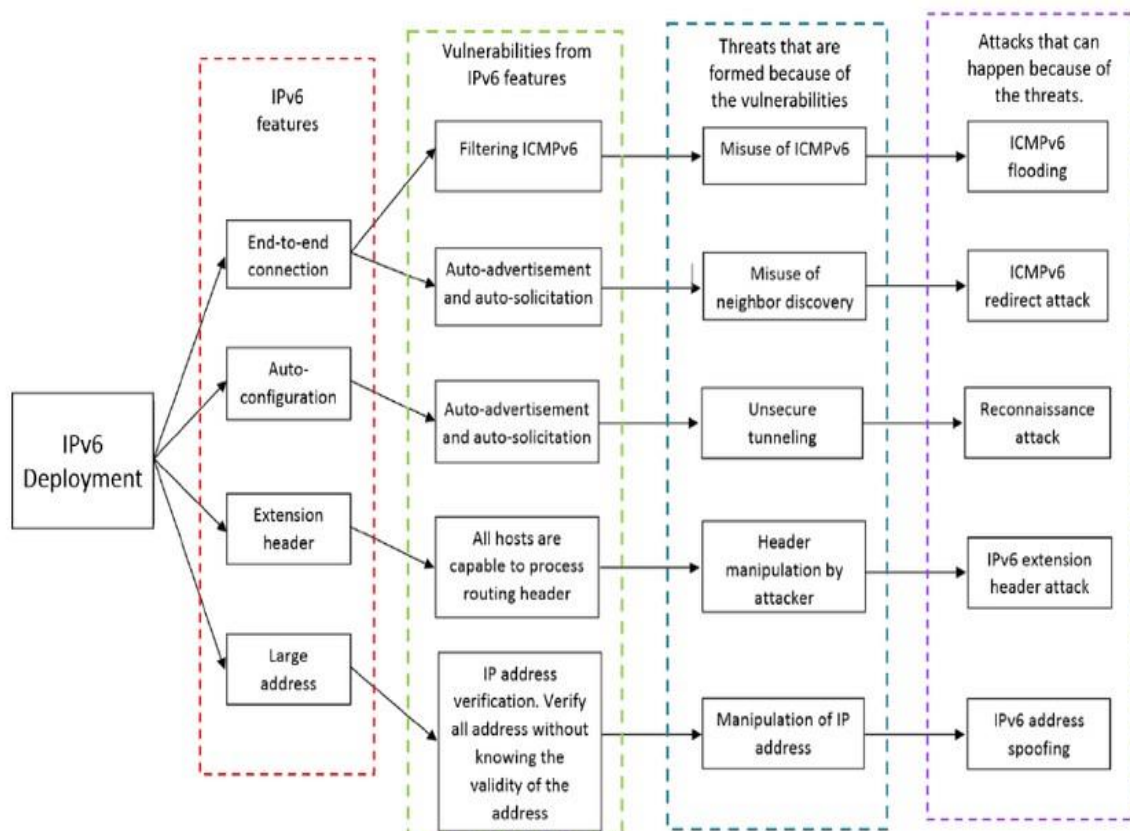 IPv6
Deployment
IPv6
features
End-to-end
connection
Auto-
configuration
Extension
header
Large
address
Vulnerabilities from
IPv6 features
Filtering ICMPv6
Auto-advertisement
and auto-solicitation
Auto-advertisement
and auto-solicitation
All hosts are
capable to process
routing header
IP address
verification. Verify
all address without
knowing the
validity of the
address
Threats that are
formed because of
the vulnerabilities
Misuse of ICMPv6
Misuse of
neighbor discovery
Unsecure
tunneling
Header
manipulation by
attacker
Manipulation of IP
address
Attacks that can
happen because of
the threats.
ICMPv6
flooding
ICMPv6
redirect attack
Reconnaissance
attack
IPv6 extension
header attack
IPv6 address
spoofing